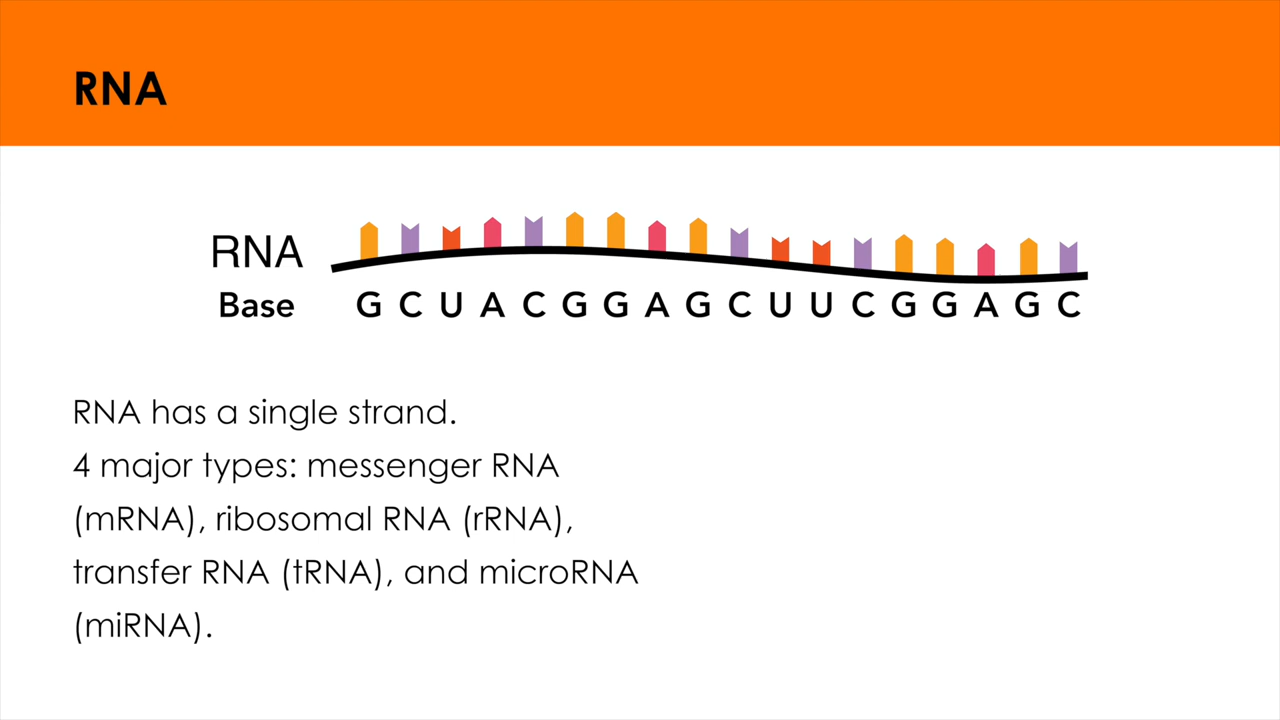 RNA
RNA
Base G C U A C G G A G C U U C G G A G C
RNA has a single strand.
4 major types: messenger RNA
(mRNA), ribosomal RNA (rRNA),
transfer RNA (tRNA), and microRNA
(miRNA).